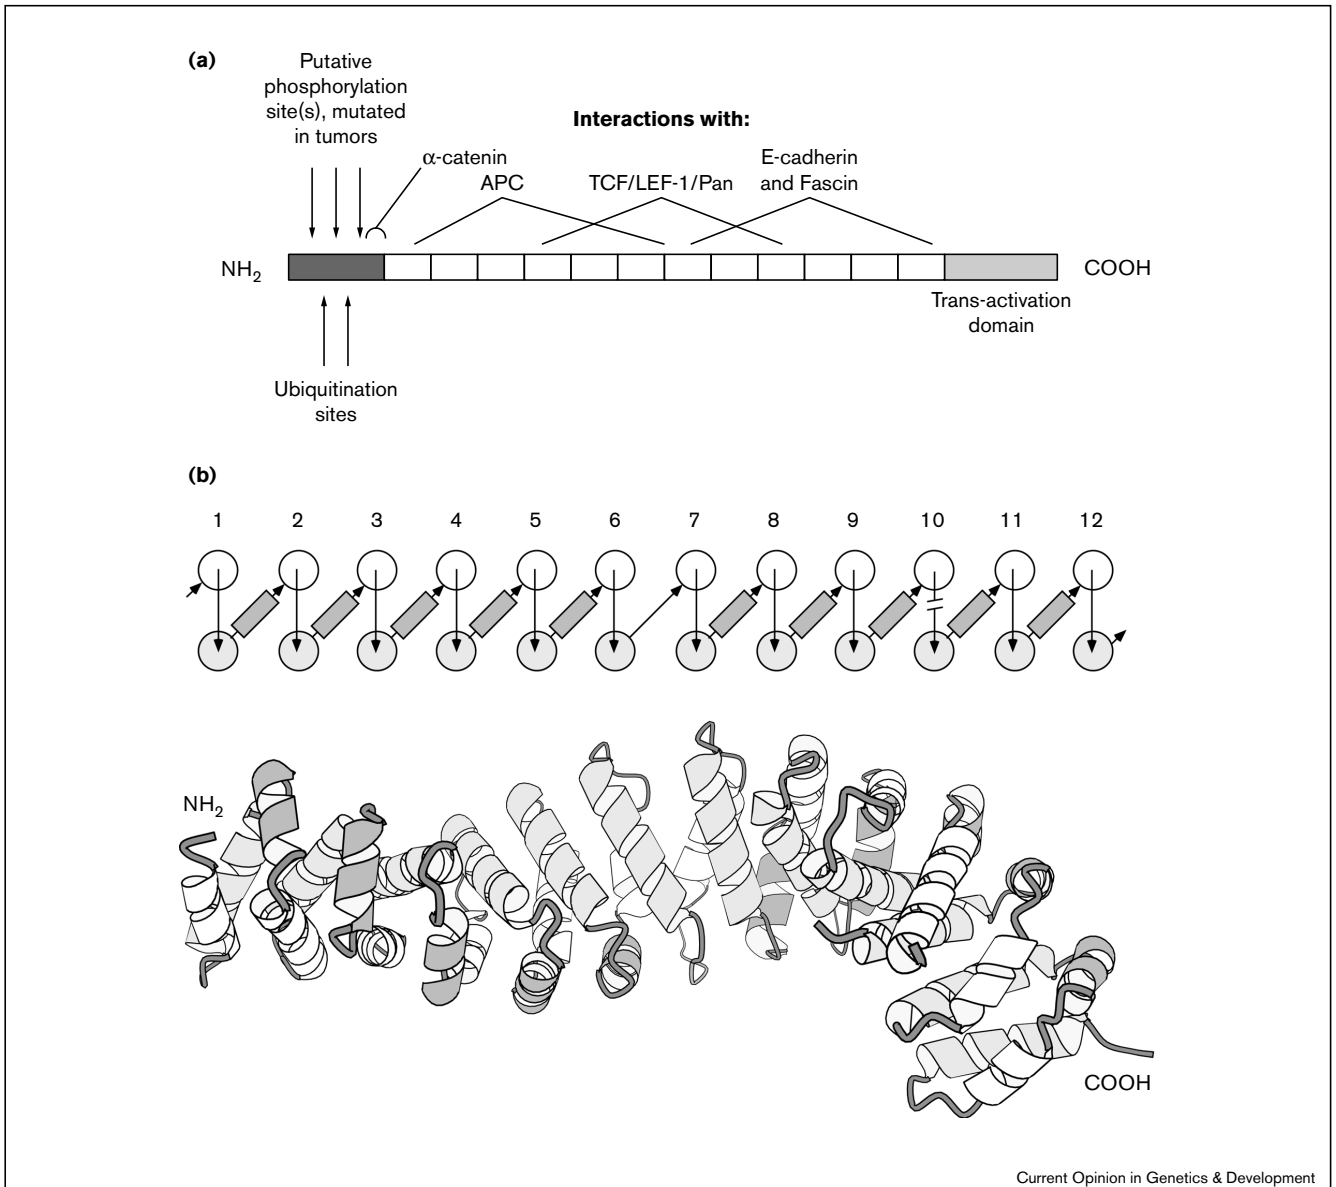 (a)
Putative
phosphorylation
site(s), mutated
in tumors
Interactions with:
α-catenin
APC
TCF/LEF-1/Pan
E-cadherin
and Fascin
NH2
COOH
Trans-activation
domain
Ubiquitination
sites
(b)
1 2 3 4 5 6 7 8 9 10 11 12
NH2
COOH
Current Opinion in Genetics & Development